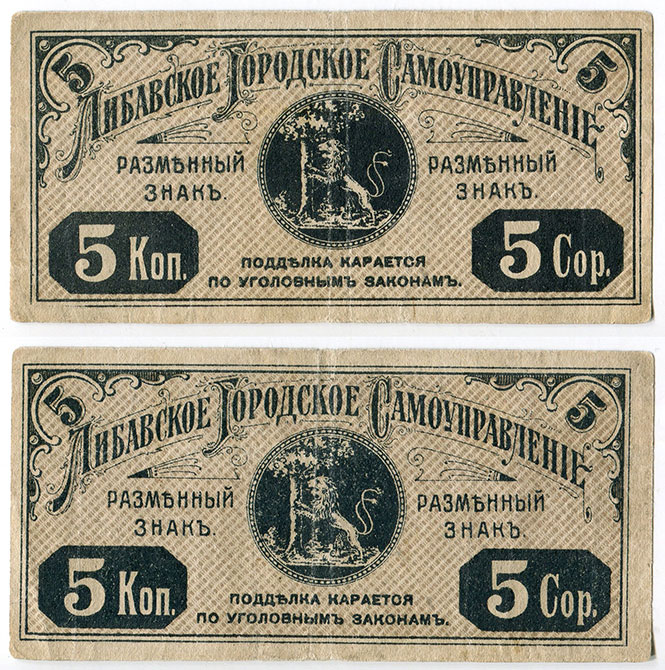 5 5
Либавское Городское Самоуправленіе
РАЗМѢННЫЙ РАЗМѢННЫЙ
ЗНАКЪ. ЗНАКЪ.
5 Коп. 5 Cop.
ПОДДѢЛКА КАРАЕТСЯ
ПО УГОЛОВНЫМЪ ЗАКОНАМЪ.
5 5
Либавское Городское Самоуправленіе
РАЗМѢННЫЙ РАЗМѢННЫЙ
ЗНАКЪ. ЗНАКЪ.
5 Коп. 5 Cop.
ПОДДѢЛКА КАРАЕТСЯ
ПО УГОЛОВНЫМЪ ЗАКОНАМЪ.